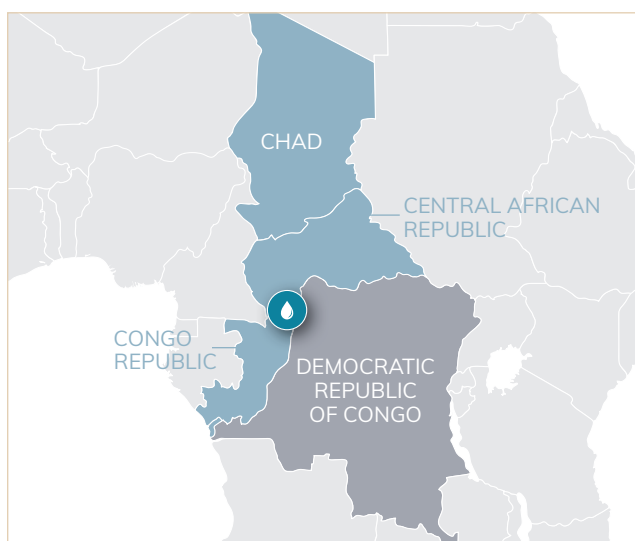 CHAD
CENTRAL AFRICAN
REPUBLIC
CONGO
REPUBLIC
DEMOCRATIC
REPUBLIC
OF CONGO